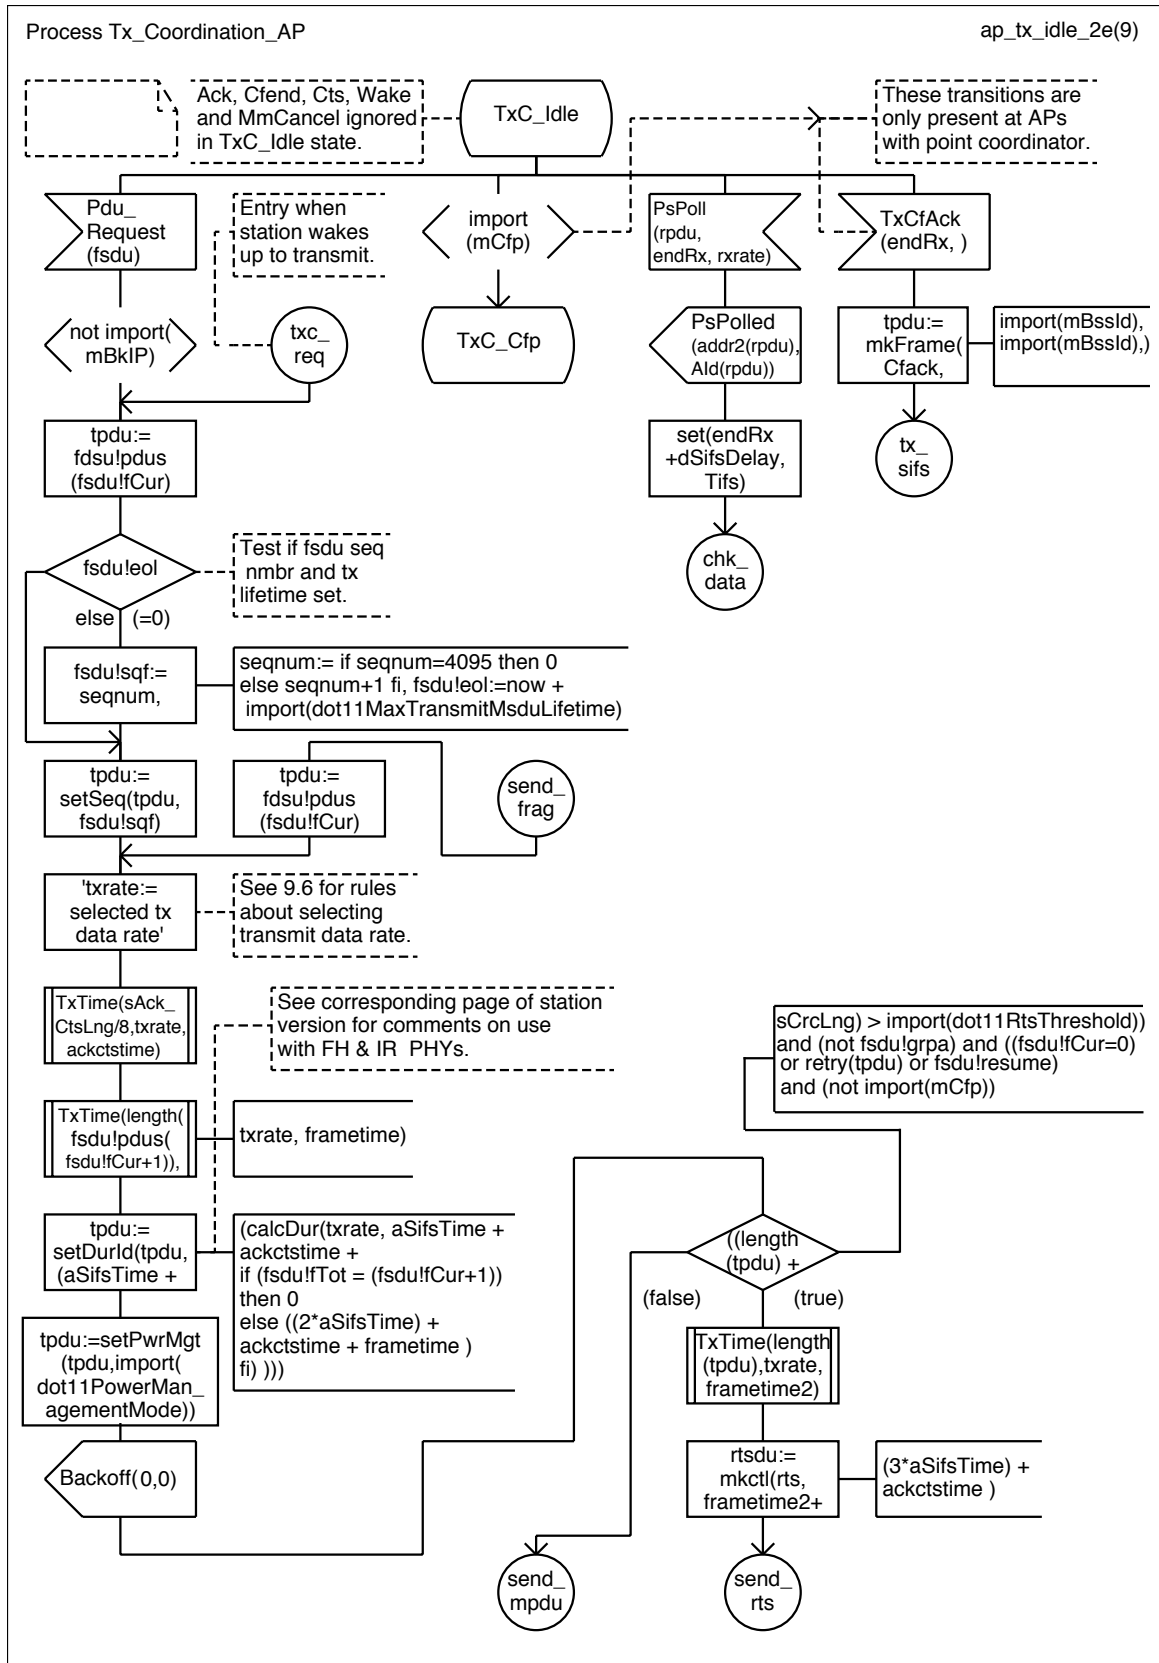 Process Tx_Coordination_AP
ap_tx_idle_2e(9)
Ack, Cfend, Cts, Wake
and MmCancel ignored
in TxC_Idle state.
TxC_Idle
These transitions are
only present at APs
with point coordinator.
Pdu_
Request
(fsdu)
Entry when
station wakes
up to transmit.
import
(mCfp)
PsPoll
(rpdu,
endRx, rxrate)
TxCfAck
(endRx, )
not import(
mBkIP)
txc_
req
TxC_Cfp
PsPolled
(addr2(rpdu),
AId(rpdu))
tpdu:=
mkFrame(
Cfack,
import(mBssId),
import(mBssId),)
tpdu:=
fdsu!pdus
(fsdu!fCur)
set(endRx
+dSifsDelay,
Tifs)
tx_
sifs
fsdu!eol
Test if fsdu seq
nmbr and tx
lifetime set.
chk_
data
else (=0)
fsdu!sqf:=
seqnum,
seqnum:= if seqnum=4095 then 0
else seqnum+1 fi, fsdu!eol:=now +
import(dot11MaxTransmitMsduLifetime)
tpdu:=
setSeq(tpdu,
fsdu!sqf)
tpdu:=
fdsu!pdus
(fsdu!fCur)
send_
frag
'txrate:=
selected tx
data rate'
See 9.6 for rules
about selecting
transmit data rate.
TxTime(sAck_
CtsLng/8,txrate,
ackctstime)
See corresponding page of station
version for comments on use
with FH & IR PHYs.
sCrcLng) > import(dot11RtsThreshold))
and (not fsdu!grpa) and ((fsdu!fCur=0)
or retry(tpdu) or fsdu!resume)
and (not import(mCfp))
TxTime(length(
fsdu!pdus(
fsdu!fCur+1)),
txrate, frametime)
tpdu:=
setDurId(tpdu,
(aSifsTime +
(calcDur(txrate, aSifsTime +
ackctstime +
if (fsdu!fTot = (fsdu!fCur+1))
then 0
else ((2*aSifsTime) +
ackctstime + frametime )
fi) )))
((length
(tpdu) +
(false)
(true)
tpdu:=setPwrMgt
(tpdu,import(
dot11PowerMan_
agementMode))
TxTime(length
(tpdu),txrate,
frametime2)
Backoff(0,0)
rtsdu:=
mkctl(rts,
frametime2+
(3*aSifsTime) +
ackctstime )
send_
mpdu
send_
rts